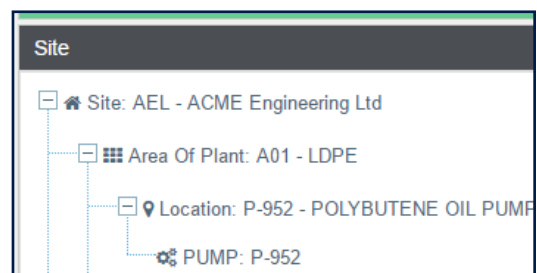 Site
Site: AEL - ACME Engineering Ltd
Area Of Plant: A01 - LDPE
Location: P-952 - POLYBUTENE OIL PUMP
PUMP: P-952